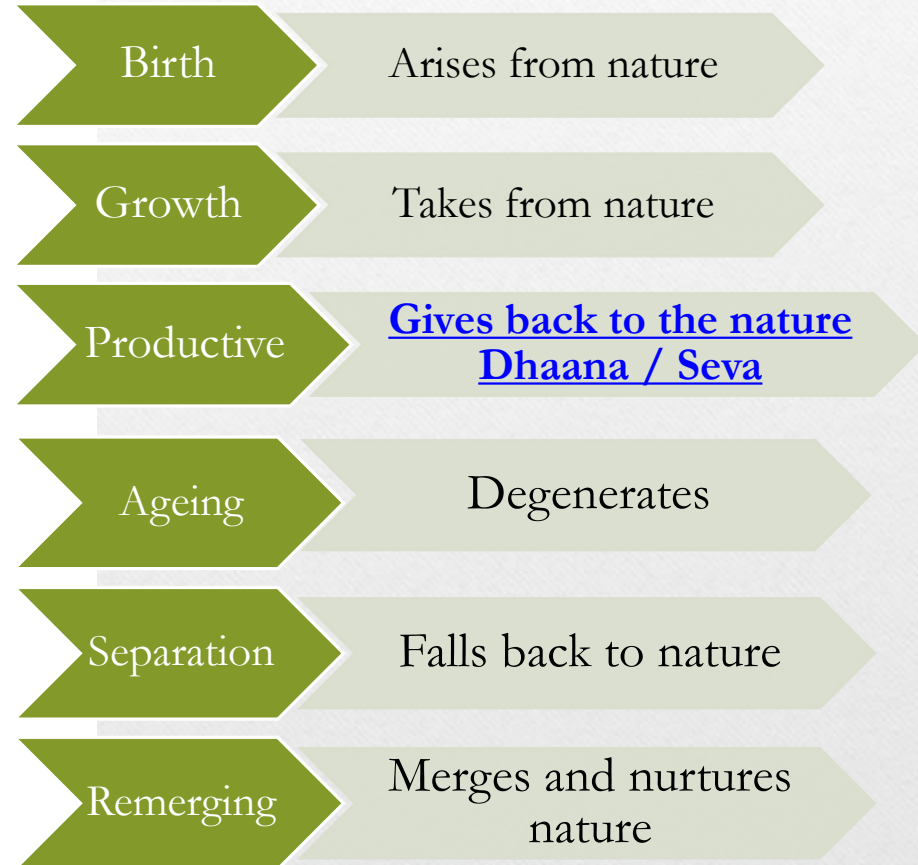 Birth
Arises from nature
Growth
Takes from nature
Productive
Gives back to the nature
Dhaana / Seva
Ageing
Degenerates
Separation
Falls back to nature
Remerging
Merges and nurtures
nature